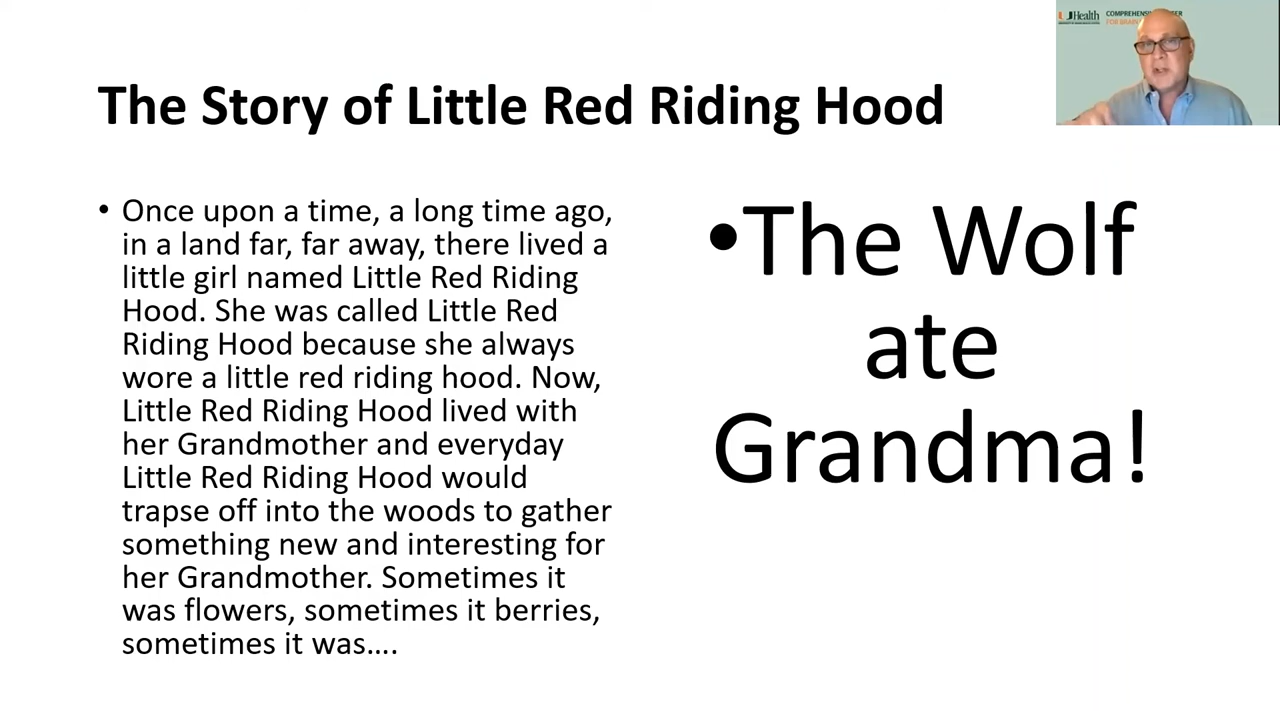 UHealth
COMPREHENSIVE
FOR BRAIN
The Story of Little Red Riding Hood
• Once upon a time, a long time ago,
in a land far, far away, there lived a
little girl named Little Red Riding
Hood. She was called Little Red
Riding Hood because she always
wore a little red riding hood. Now,
Little Red Riding Hood lived with
her Grandmother and everyday
Little Red Riding Hood would
trapse off into the woods to gather
something new and interesting for
her Grandmother. Sometimes it
was flowers, sometimes it berries,
sometimes it was....
•The Wolf
ate
Grandma!